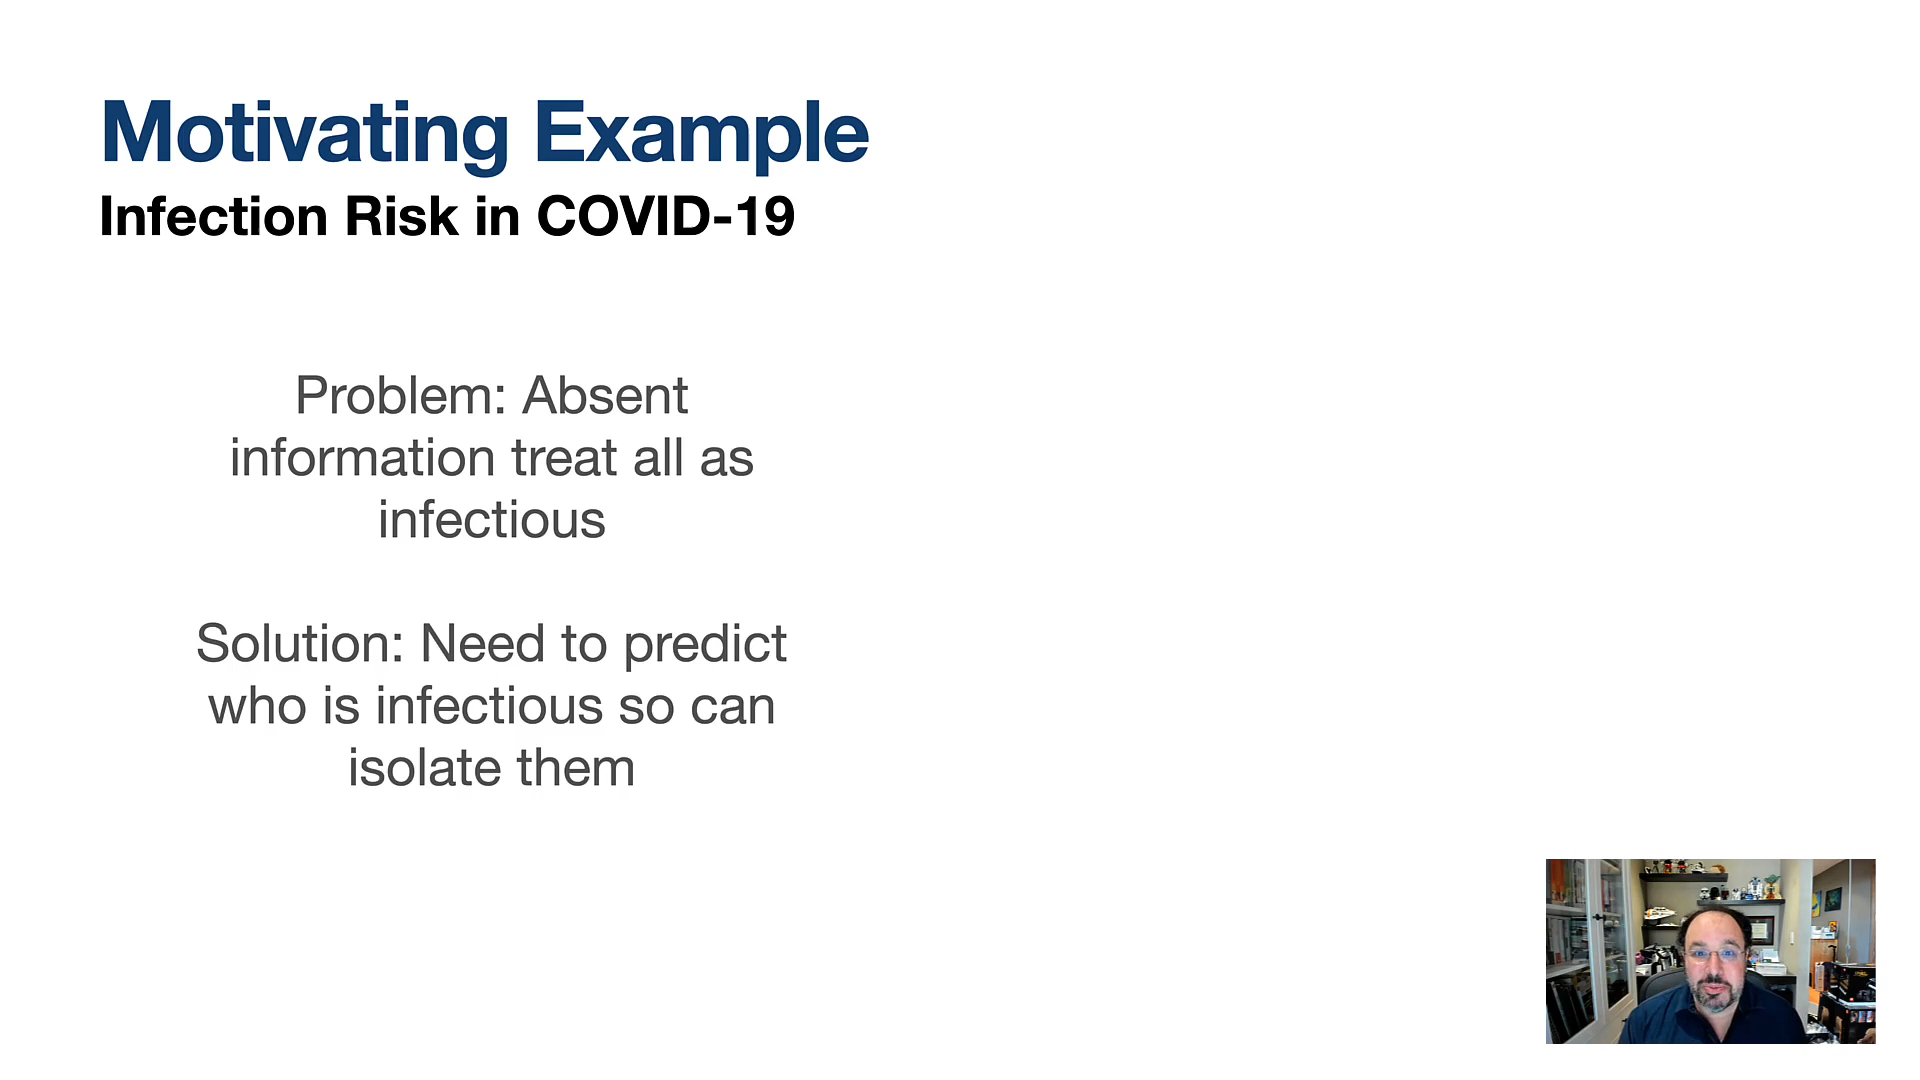 Motivating Example
Infection Risk in COVID-19
Problem: Absent
information treat all as
infectious
Solution: Need to predict
who is infectious so can
isolate them